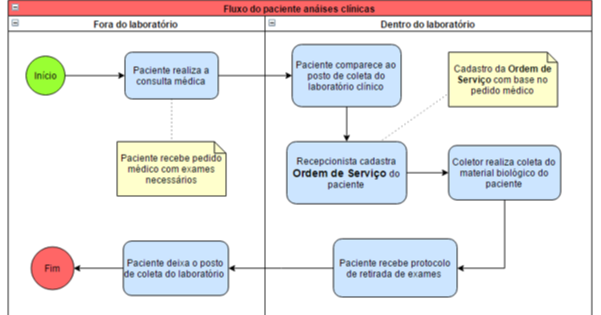 Fluxo do paciente anáises clínicas
Fora do laboratório
Dentro do laboratório
Início
Paciente realiza a
consulta médica
Paciente comparece ao
posto de coleta do
laboratório clínico
Cadastro da Ordem de
Serviço com base no
pedido médico
Paciente recebe pedido
médico com exames
necessários
Recepcionista cadastra
Ordem de Serviço do
paciente
Coletor realiza coleta do
material biológico do
paciente
Fim
Paciente deixa o posto
de coleta do laboratório
Paciente recebe protocolo
de retirada de exames